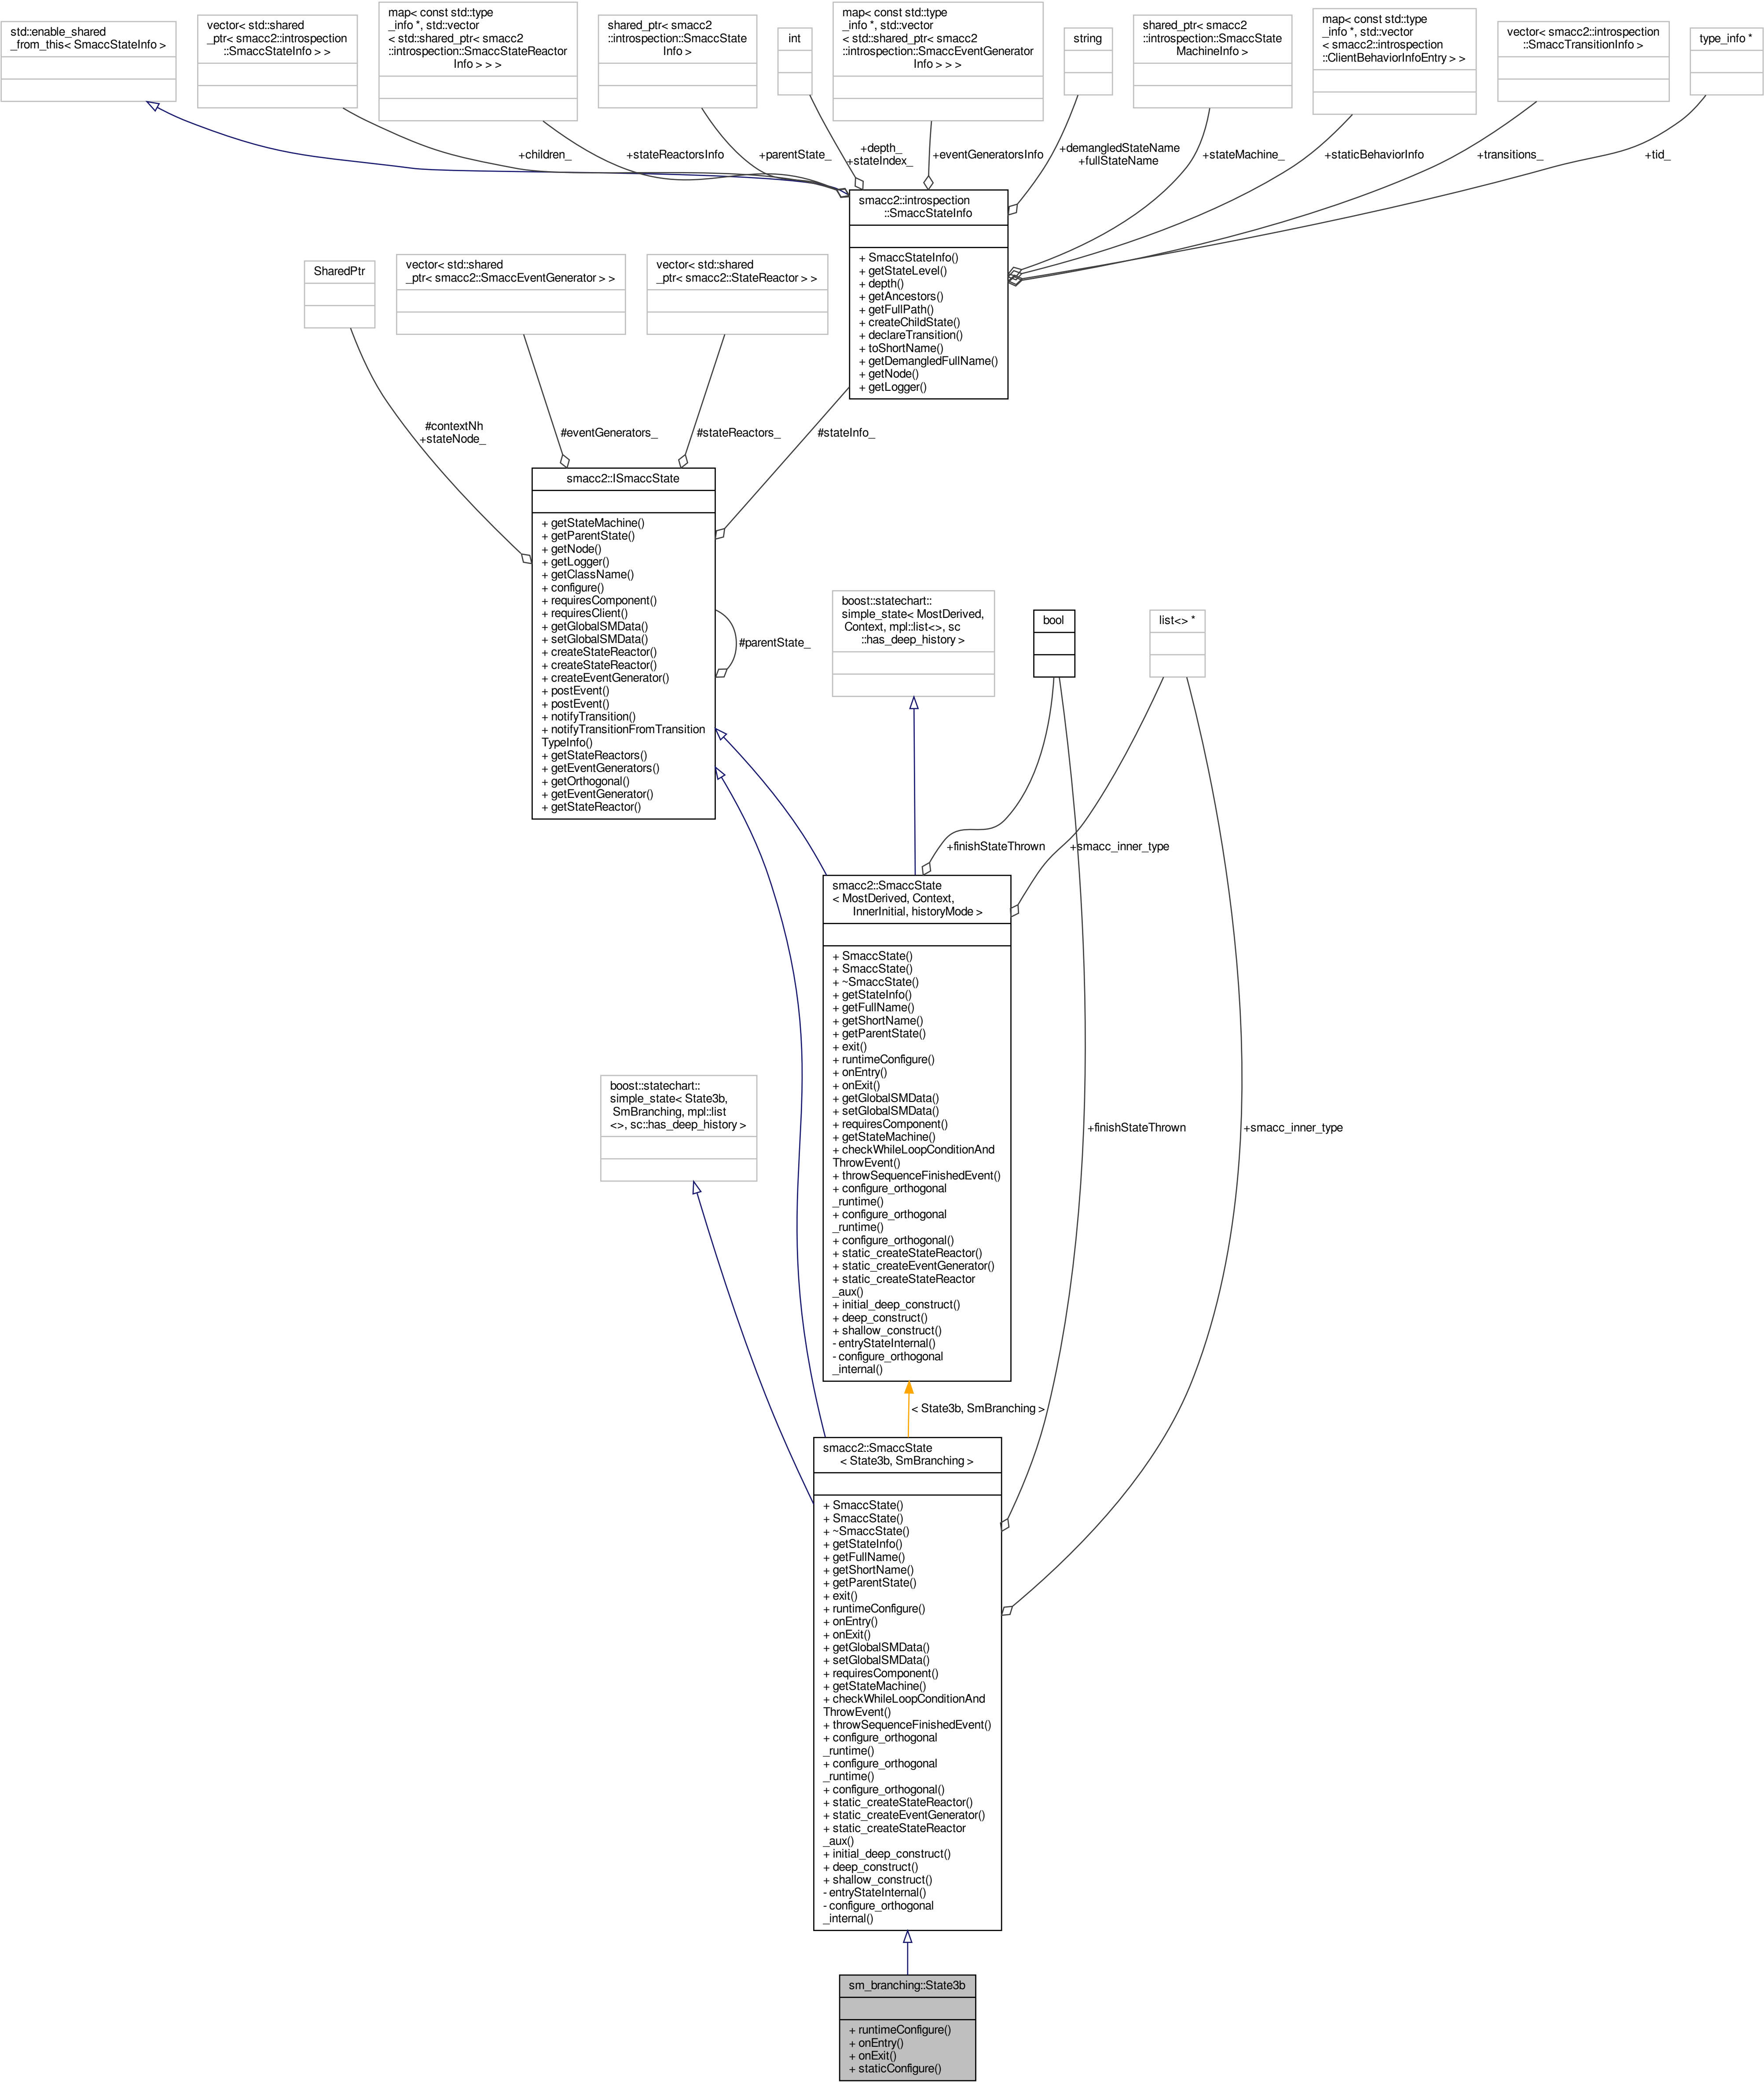 std::enable_shared
_from_this< SmaccStateInfo >
vector< std::shared
_ptr< smacc2::introspection
::SmaccStateInfo > >
map< const std::type
_info *, std::vector
< std::shared_ptr< smacc2
::introspection::SmaccStateReactor
Info > > >
shared_ptr< smacc2
::introspection::SmaccState
Info >
int
map< const std::type
_info *, std::vector
< std::shared_ptr< smacc2
::introspection::SmaccEventGenerator
Info > > >
string
shared_ptr< smacc2
::introspection::SmaccState
MachineInfo >
map< const std::type
_info *, std::vector
< smacc2::introspection
::ClientBehaviorInfoEntry > >
vector< smacc2::introspection
::SmaccTransitionInfo >
type_info *
+children_
+stateReactorsInfo
+parentState_
+depth_
+stateIndex_
+eventGeneratorsInfo
+demangledStateName
+fullStateName
+stateMachine_
+staticBehaviorInfo
+transitions_
+tid_
smacc2::introspection
::SmaccStateInfo
+ SmaccStateInfo()
+ getStateLevel()
+ depth()
+ getAncestors()
+ getFullPath()
+ createChildState()
+ declareTransition()
+ toShortName()
+ getDemangledFullName()
+ getNode()
+ getLogger()
SharedPtr
vector< std::shared
_ptr< smacc2::SmaccEventGenerator > >
vector< std::shared
_ptr< smacc2::StateReactor > >
#contextNh
+stateNode_
#eventGenerators_
#stateReactors_
#stateInfo_
smacc2::ISmaccState
+ getStateMachine()
+ getParentState()
+ getNode()
+ getLogger()
+ getClassName()
+ configure()
+ requiresComponent()
+ requiresClient()
+ getGlobalSMData()
+ setGlobalSMData()
+ createStateReactor()
+ createStateReactor()
+ createEventGenerator()
+ postEvent()
+ postEvent()
+ notifyTransition()
+ notifyTransitionFromTransition
TypeInfo()
+ getStateReactors()
+ getEventGenerators()
+ getOrthogonal()
+ getEventGenerator()
+ getStateReactor()
#parentState_
boost::statechart::
simple_state< MostDerived,
Context, mpl::list<>, sc
::has_deep_history >
bool
list<> *
+finishStateThrown
+smacc_inner_type
smacc2::SmaccState
< MostDerived, Context,
InnerInitial, historyMode >
+ SmaccState()
+ SmaccState()
+ ~SmaccState()
+ getStateInfo()
+ getFullName()
+ getShortName()
+ getParentState()
+ exit()
+ runtimeConfigure()
+ onEntry()
+ onExit()
+ getGlobalSMData()
+ setGlobalSMData()
+ requiresComponent()
+ getStateMachine()
+ checkWhileLoopConditionAnd
ThrowEvent()
+ throwSequenceFinishedEvent()
+ configure_orthogonal
_runtime()
+ configure_orthogonal
_runtime()
+ configure_orthogonal()
+ static_createStateReactor()
+ static_createEventGenerator()
+ static_createStateReactor
_aux()
+ initial_deep_construct()
+ deep_construct()
+ shallow_construct()
- entryStateInternal()
- configure_orthogonal
_internal()
boost::statechart::
simple_state< State3b,
SmBranching, mpl::list
<>, sc::has_deep_history >
+finishStateThrown
+smacc_inner_type
< State3b, SmBranching >
smacc2::SmaccState
< State3b, SmBranching >
+ SmaccState()
+ SmaccState()
+ ~SmaccState()
+ getStateInfo()
+ getFullName()
+ getShortName()
+ getParentState()
+ exit()
+ runtimeConfigure()
+ onEntry()
+ onExit()
+ getGlobalSMData()
+ setGlobalSMData()
+ requiresComponent()
+ getStateMachine()
+ checkWhileLoopConditionAnd
ThrowEvent()
+ throwSequenceFinishedEvent()
+ configure_orthogonal
_runtime()
+ configure_orthogonal
_runtime()
+ configure_orthogonal()
+ static_createStateReactor()
+ static_createEventGenerator()
+ static_createStateReactor
_aux()
+ initial_deep_construct()
+ deep_construct()
+ shallow_construct()
- entryStateInternal()
- configure_orthogonal
_internal()
sm_branching::State3b
+ runtimeConfigure()
+ onEntry()
+ onExit()
+ staticConfigure()